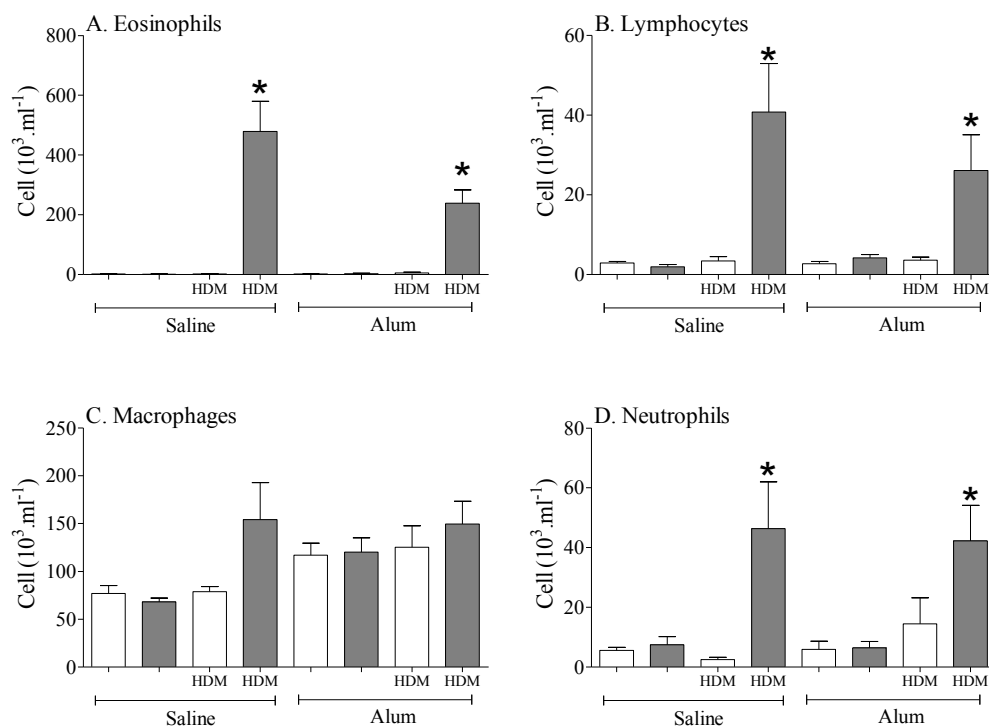 A. Eosinophils
800
600
400
200
0
Cell (10³.ml⁻¹)
*
*
HDM HDM HDM HDM
Saline Alum
B. Lymphocytes
60
40
20
0
Cell (10³.ml⁻¹)
*
*
HDM HDM HDM HDM
Saline Alum
C. Macrophages
250
200
150
100
50
0
Cell (10³.ml⁻¹)
HDM HDM HDM HDM
Saline Alum
D. Neutrophils
80
60
40
20
0
Cell (10³.ml⁻¹)
*
*
HDM HDM HDM HDM
Saline Alum